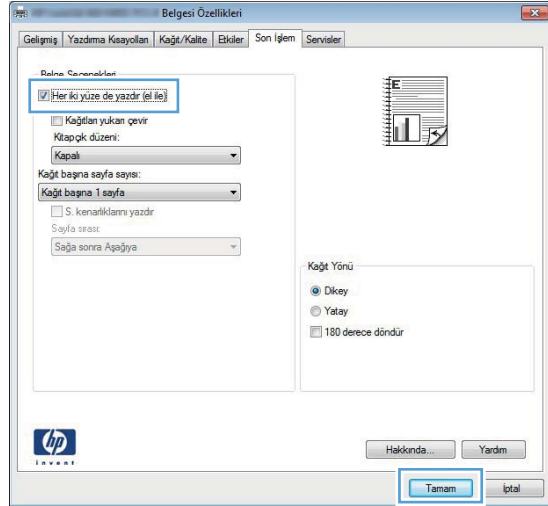 Belgesi Özellikleri
Gelişmiş Yazdırma Kısayolları Kağıt/Kalite Etkiler Son İşlem Servisler
Belge Seçenekleri
Her iki yüze de yazdır (el ile)
Kağıtları yukarı çevir
Kitapçık düzeni:
Kapalı
Kağıt başına sayfa sayısı:
Kağıt başına 1 sayfa
S. kenarlıklarını yazdır
Sayfa sırası:
Sağa sonra Aşağıya
E
Kağıt Yönü
Dikey
Yatay
180 derece döndür
hp
invent
Hakkında... Yardım
Tamam İptal